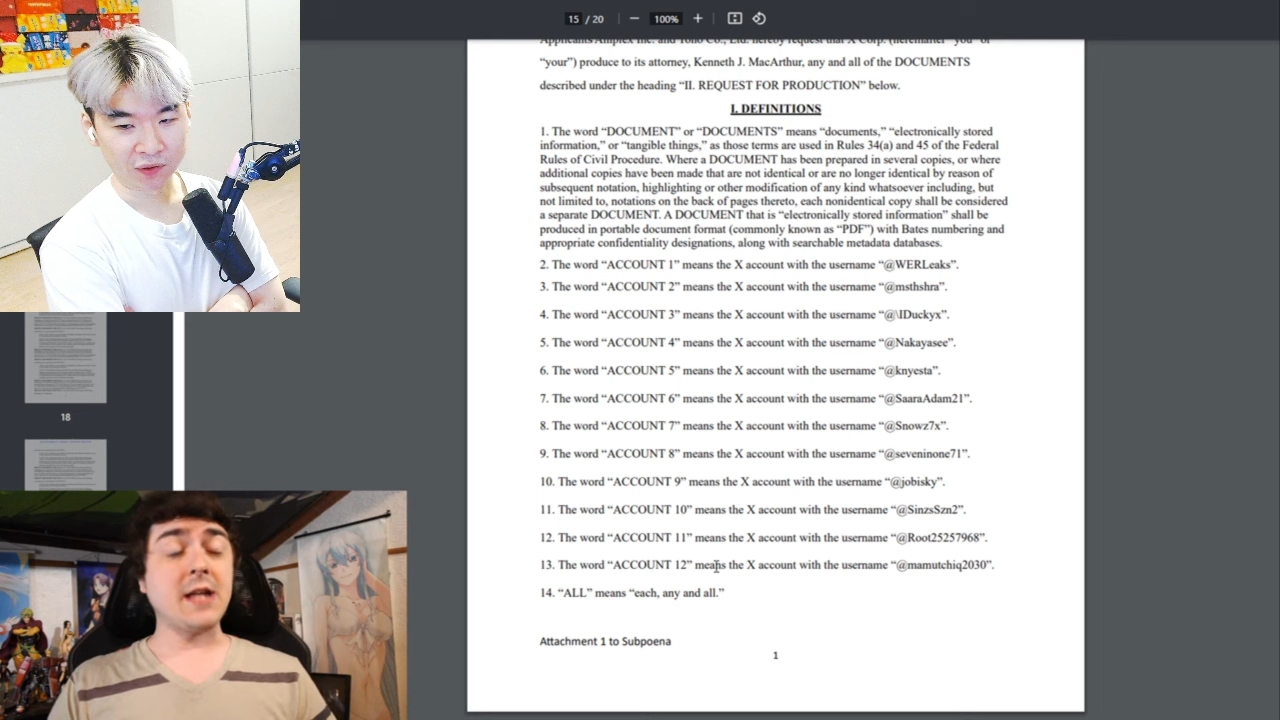 15 / 20
100%
Applicants Amplex Inc. and Toho Co., Ltd. hereby request that X Corp. (hereinafter "you" or
“your”) produce to its attorney, Kenneth J. MacArthur, any and all of the DOCUMENTS
described under the heading “II. REQUEST FOR PRODUCTION” below.
I. DEFINITIONS
1. The word “DOCUMENT” or “DOCUMENTS” means “documents,” “electronically stored
information,” or “tangible things,” as those terms are used in Rules 34(a) and 45 of the Federal
Rules of Civil Procedure. Where a DOCUMENT has been prepared in several copies, or where
additional copies have been made that are not identical or are no longer identical by reason of
subsequent notation, highlighting or other modification of any kind whatsoever including, but
not limited to, notations on the back of pages thereto, each nonidentical copy shall be considered
a separate DOCUMENT. A DOCUMENT that is “electronically stored information” shall be
produced in portable document format (commonly known as “PDF”) with Bates numbering and
appropriate confidentiality designations, along with searchable metadata databases.
2. The word “ACCOUNT 1” means the X account with the username “@WERLeaks”.
3. The word “ACCOUNT 2” means the X account with the username “@msthshra”.
4. The word “ACCOUNT 3” means the X account with the username “@\IDuckyx”.
5. The word “ACCOUNT 4” means the X account with the username “@Nakayasee”.
6. The word “ACCOUNT 5” means the X account with the username “@knyesta”.
7. The word “ACCOUNT 6” means the X account with the username “@SaaraAdam21”.
8. The word “ACCOUNT 7” means the X account with the username “@Snowz7x”.
9. The word “ACCOUNT 8” means the X account with the username “@seveninone71”.
10. The word “ACCOUNT 9” means the X account with the username “@jobisky”.
11. The word “ACCOUNT 10” means the X account with the username “@SinzsSzn2”.
12. The word “ACCOUNT 11” means the X account with the username “@Root25257968”.
13. The word “ACCOUNT 12” means the X account with the username “@mamutchiq2030”.
14. “ALL” means “each, any and all.”
Attachment 1 to Subpoena
1
18